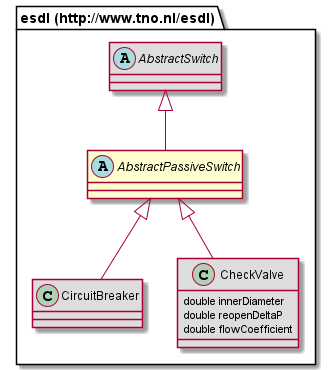 esdl (http://www.tno.nl/esdl)
A AbstractSwitch
A AbstractPassiveSwitch
C CircuitBreaker
C CheckValve
double innerDiameter
double reopenDeltaP
double flowCoefficient